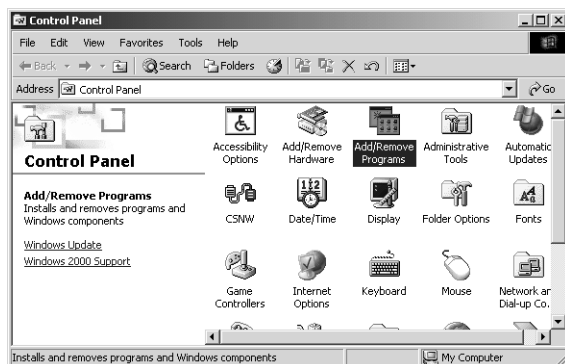 Control Panel
File Edit View Favorites Tools Help
Back Search Folders
Address Control Panel Go
Control Panel
Add/Remove Programs
Installs and removes programs and
Windows components
Windows Update
Windows 2000 Support
Accessibility Options
Add/Remove Hardware
Add/Remove Programs
Administrative Tools
Automatic Updates
CSNW
Date/Time
Display
Folder Options
Fonts
Game Controllers
Internet Options
Keyboard
Mouse
Network an
Dial-up Co.
Installs and removes programs and Windows components My Computer